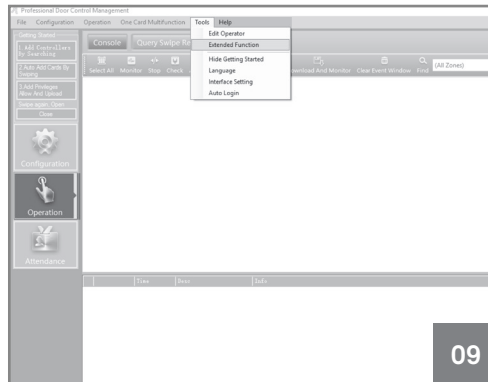 Professional Door Control Management
File Configuration Operation One Card Multifunction Tools Help
Getting Started
1. Add Controllers
By Searching
2. Auto Add Cards By
Swiping
3. Add Privileges
Allow And Upload
Swipe again. Open
Close
Configuration
Operation
Attendance
Console Query Swipe
Select All Monitor Stop Check
Edit Operator
Extended Function
Hide Getting Started
Language
Interface Setting
Auto Login
And Monitor Clear Event Window Find (All Zones)
Time Info
09